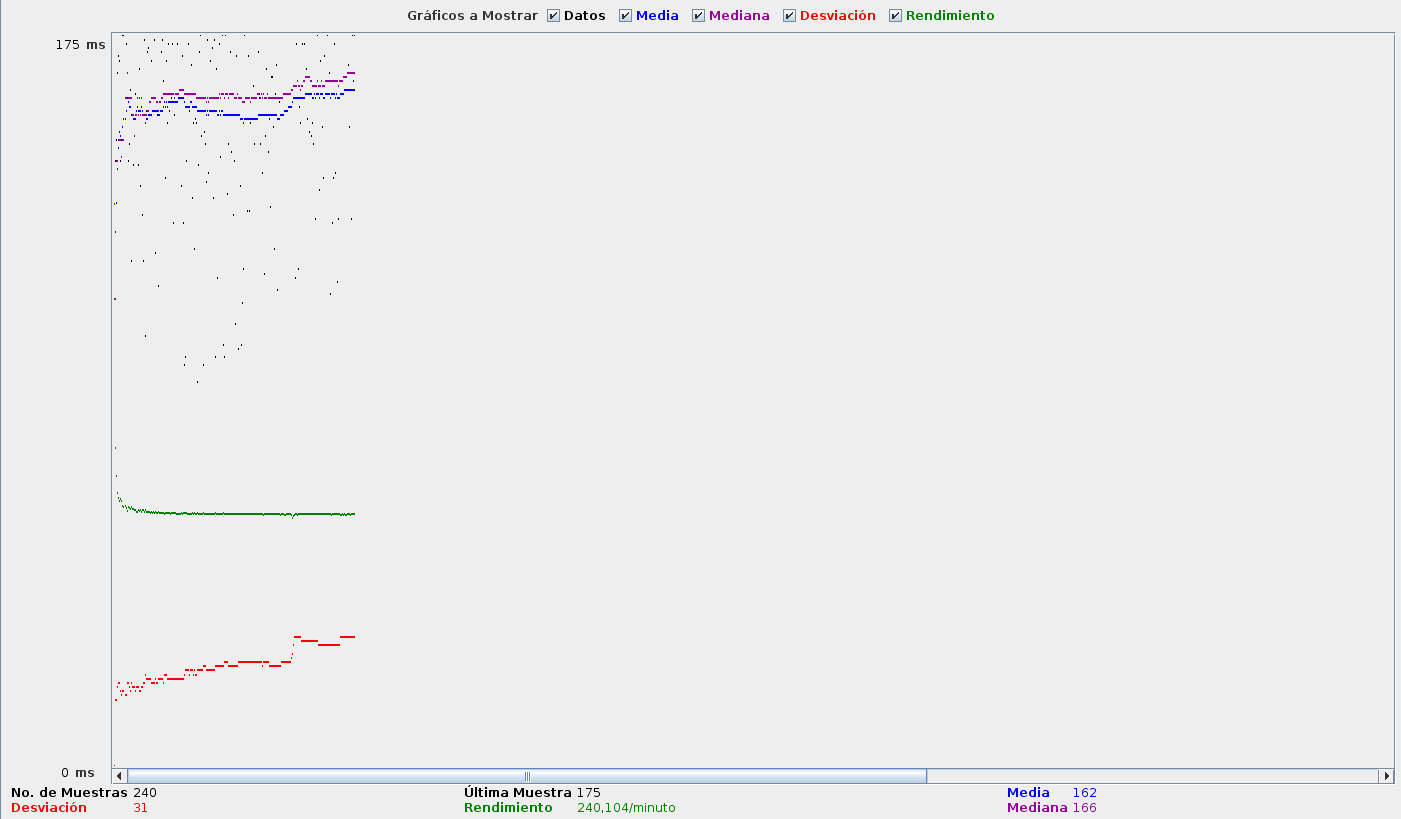 Gráficos a Mostrar Datos Media Mediana Desviación Rendimiento
175 ms
0 ms
No. de Muestras 240 Última Muestra 175 Media 162
Desviación 31 Rendimiento 240,104/minuto Mediana 166